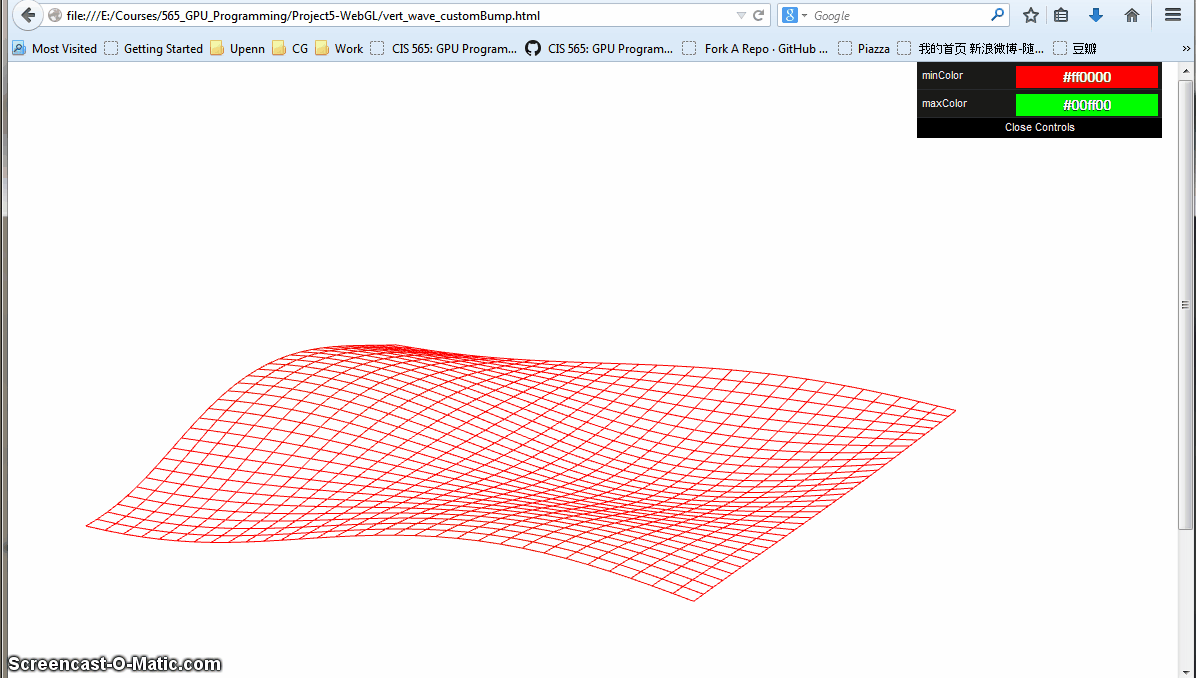 file:///E:/Courses/565_GPU_Programming/Project5-WebGL/vert_wave_customBump.html
Google
Most Visited Getting Started Upenn CG Work CIS 565: GPU Program... CIS 565: GPU Program... Fork A Repo · GitHub ... Piazza 我的首页 新浪微博-随... 豆瓣 »
minColor #ff0000
maxColor #00ff00
Close Controls
Screencast-O-Matic.com